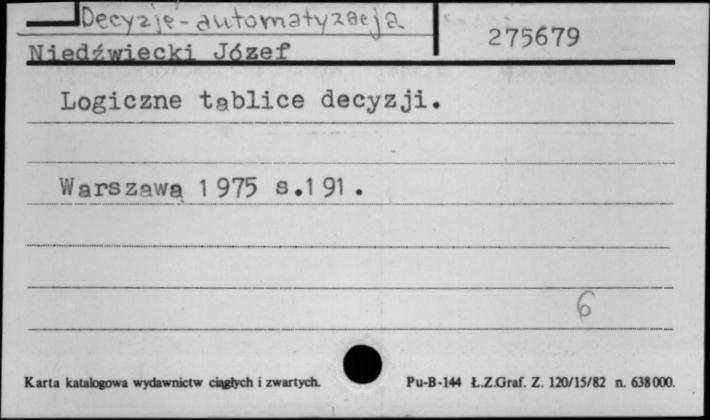 Decyzje-automatyzacja
275679
Niedźwiecki Józef
Logiczne tablice decyzji.
Warszawa 1975 s.191.
6
Karta katalogowa wydawnictw ciągłych i zwartych.
Pu-B-144 Ł.Z.Graf. Z. 120/15/82 n. 638000.